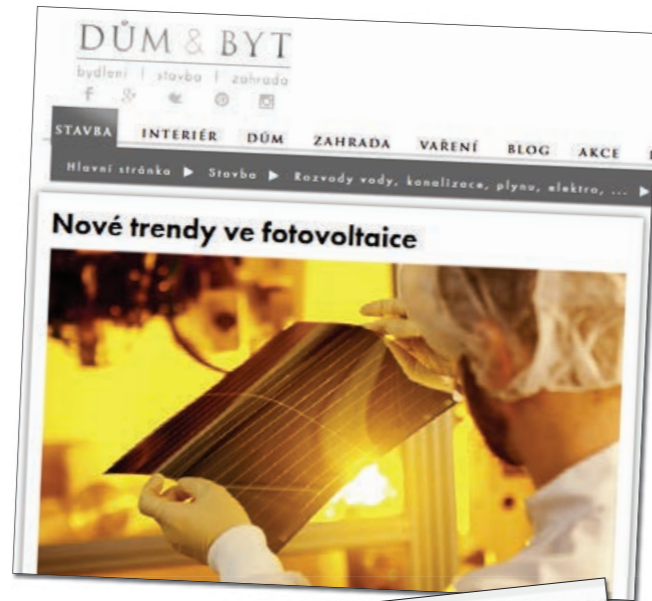 DŮM & BYT
bydlení | stavba | zahrada
STAVBA INTERIÉR DŮM ZAHRADA VAŘENÍ BLOG AKCE
Hlavní stránka ▶ Stavba ▶ Rozvody vody, kanalizace, plynu, elektro, ... ▶
Nové trendy ve fotovoltaice